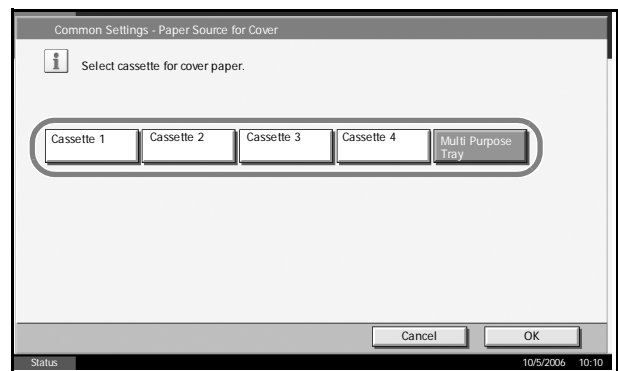 Common Settings - Paper Source for Cover
i
Select cassette for cover paper.
Cassette 1 Cassette 2 Cassette 3 Cassette 4 Multi Purpose
Tray
Cancel OK
Status 10/5/2006 10:10